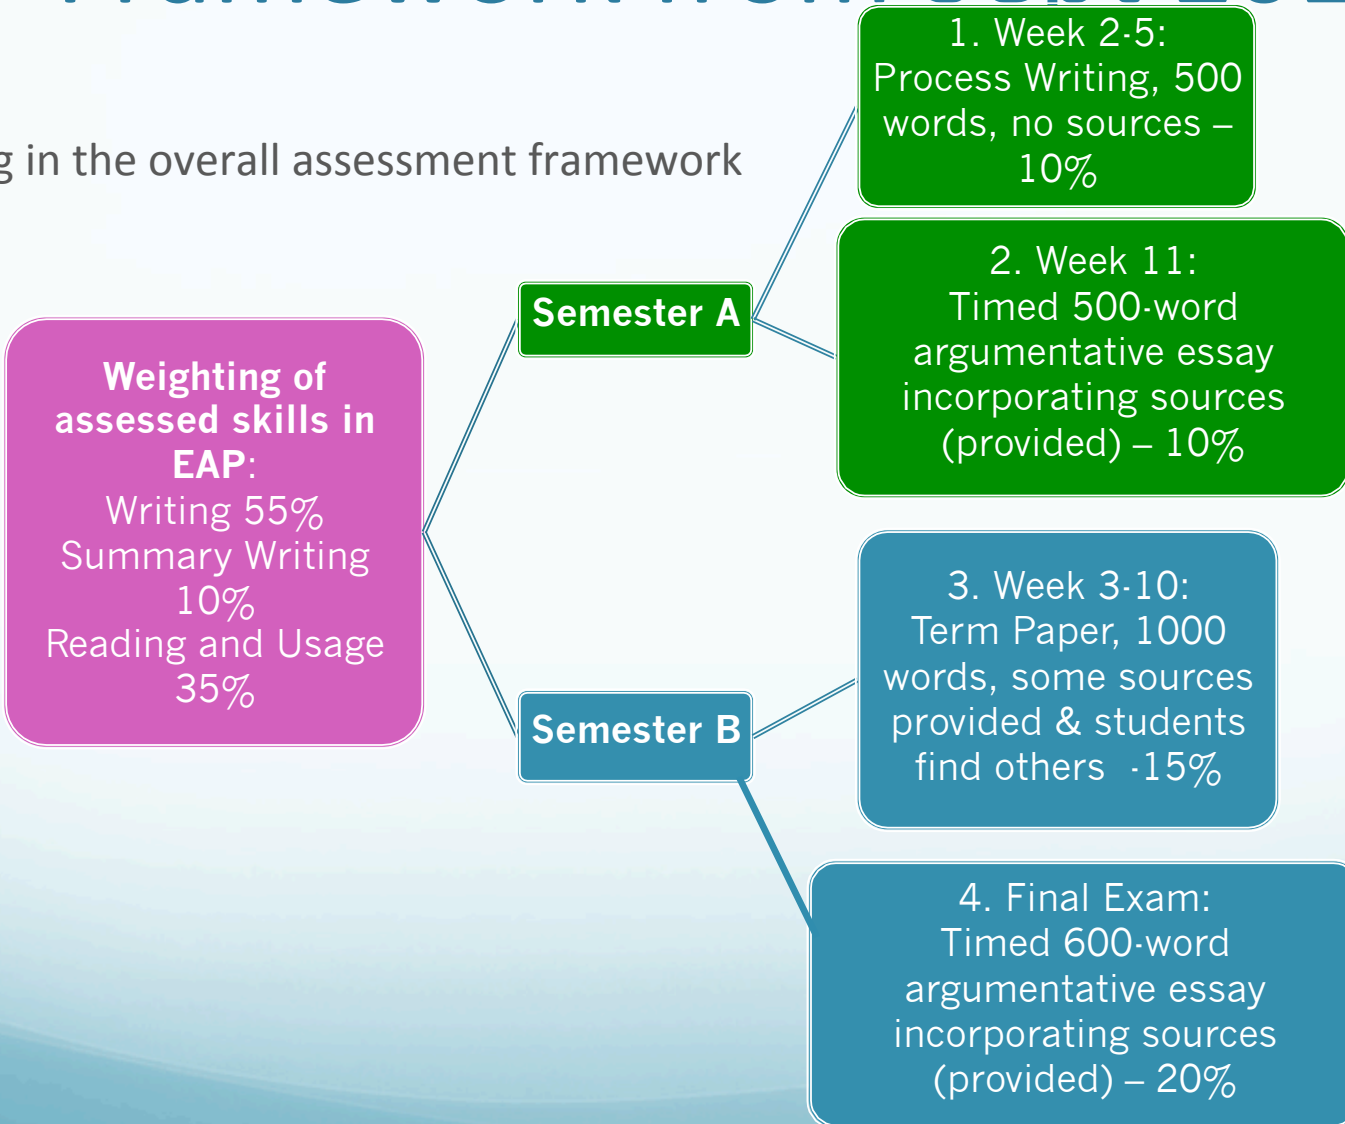 g in the overall assessment framework
Weighting of
assessed skills in
EAP:
Writing 55%
Summary Writing
10%
Reading and Usage
35%
Semester A
1. Week 2-5:
Process Writing, 500
words, no sources –
10%
2. Week 11:
Timed 500-word
argumentative essay
incorporating sources
(provided) – 10%
Semester B
3. Week 3-10:
Term Paper, 1000
words, some sources
provided & students
find others  -15%
4. Final Exam:
Timed 600-word
argumentative essay
incorporating sources
(provided) – 20%